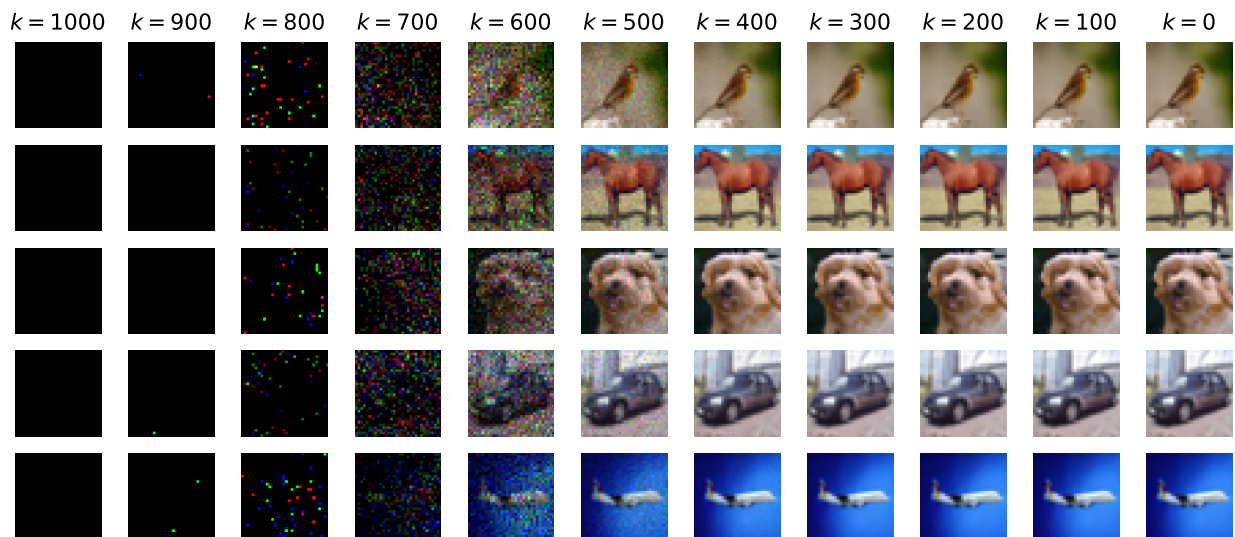 k = 1000 k = 900 k = 800 k = 700 k = 600 k = 500 k = 400 k = 300 k = 200 k = 100 k = 0